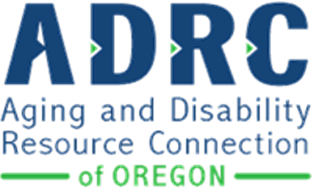 ADRC
Aging and Disability
Resource Connection
of OREGON